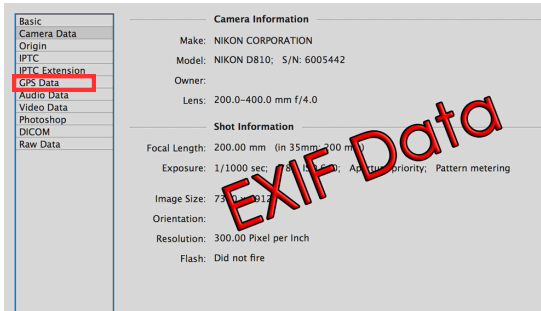 Basic
Camera Data
Origin
IPTC
IPTC Extension
GPS Data
Audio Data
Video Data
Photoshop
DICOM
Raw Data
Camera Information
Make: NIKON CORPORATION
Model: NIKON D810; S/N: 6005442
Owner:
Lens: 200.0-400.0 mm f/4.0
Shot Information
Focal Length: 200.00 mm (in 35mm: 200 mm)
Exposure: 1/1000 sec; priority; Pattern metering
Image Size:
Orientation:
Resolution: 300.00 Pixel per Inch
Flash: Did not fire
EXIF Data